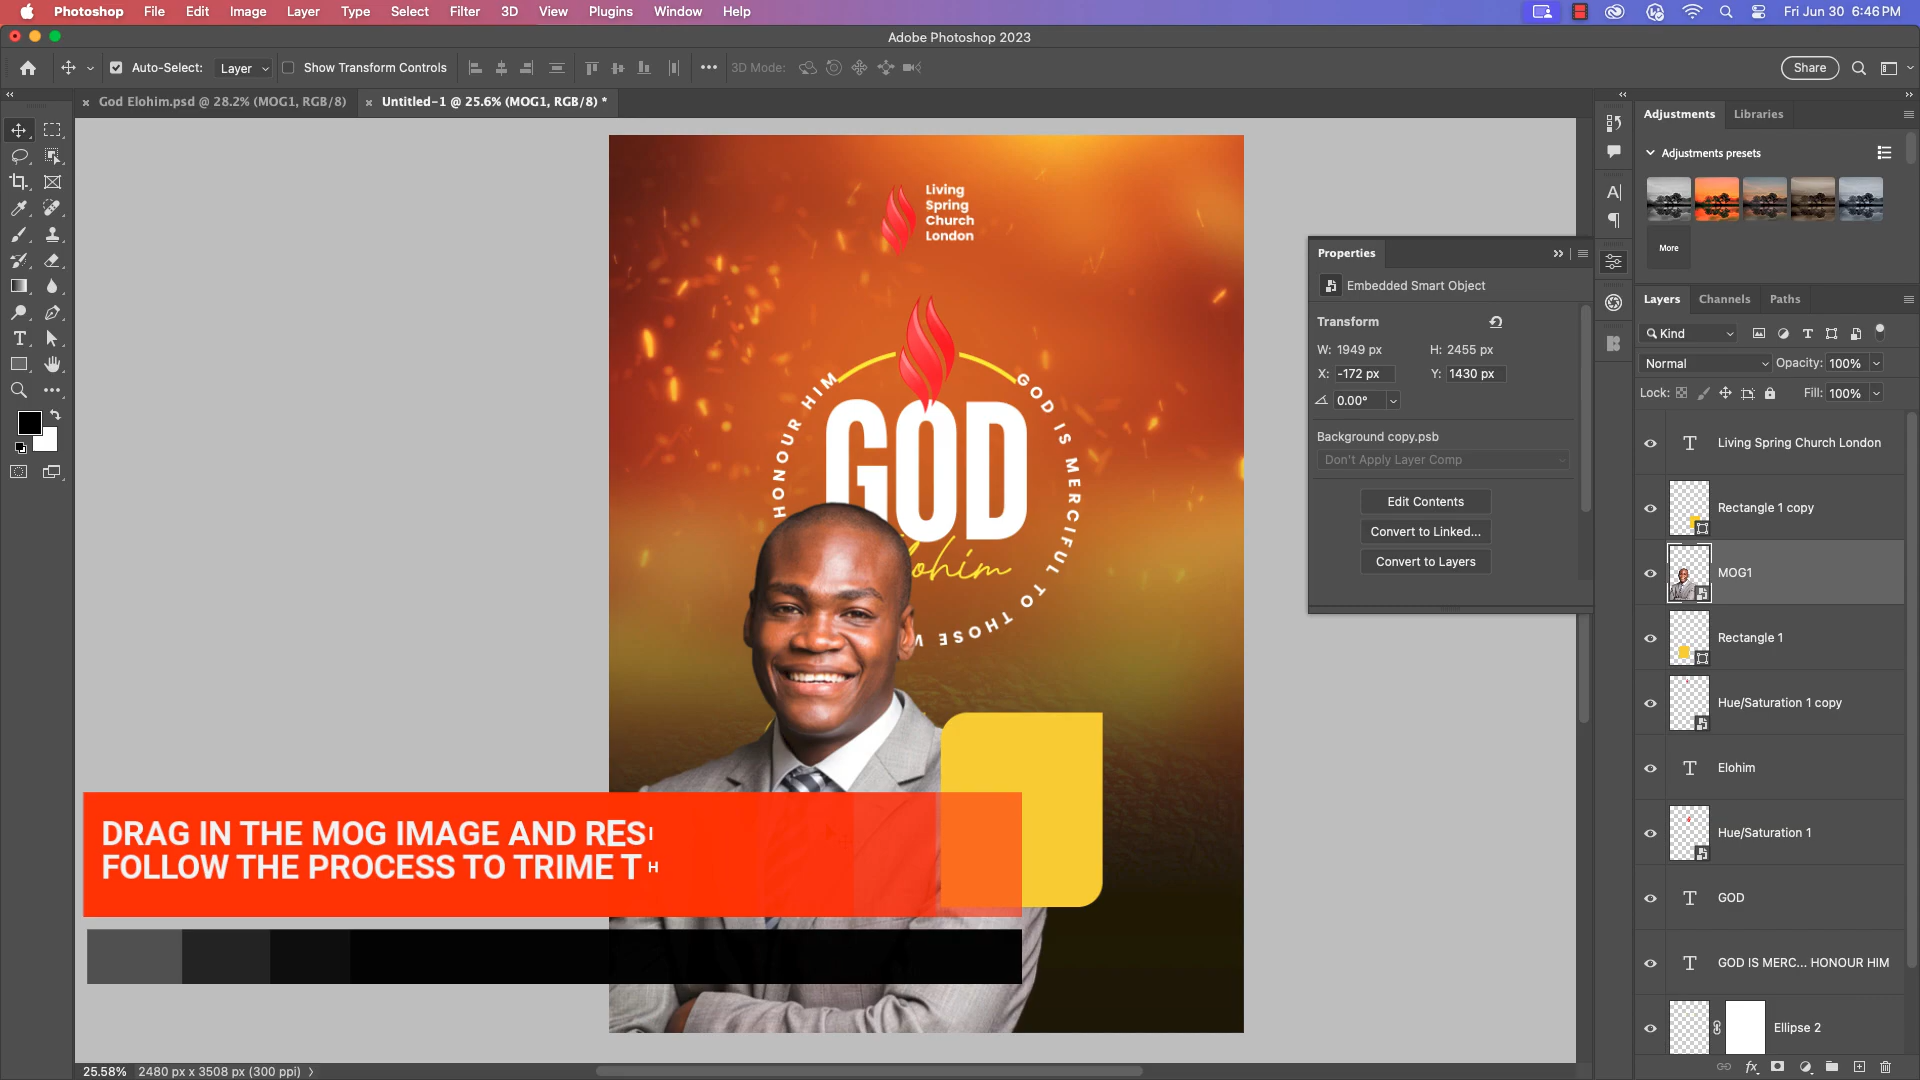 Photoshop File Edit Image Layer Type Select Filter 3D View Plugins Window Help Fri Jun 30 6:46 PM
Adobe Photoshop 2023
Auto-Select: Layer Show Transform Controls 3D Mode: Share
God Elohim.psd @ 28.2% (MOG1, RGB/8) Untitled-1 @ 25.6% (MOG1, RGB/8) *
Living
Spring
Church
London
GOD IS MERCIFUL TO THOSE
HONOUR HIM
GOD
lohim
DRAG IN THE MOG IMAGE AND RESI
FOLLOW THE PROCESS TO TRIME TH
Properties
Embedded Smart Object
Transform
W: 1949 px H: 2455 px
X: -172 px Y: 1430 px
0.00°
Background copy.psb
Don't Apply Layer Comp
Edit Contents
Convert to Linked...
Convert to Layers
Adjustments Libraries
Adjustments presets
More
Layers Channels Paths
Kind
Normal Opacity: 100%
Lock: Fill: 100%
Living Spring Church London
Rectangle 1 copy
MOG1
Rectangle 1
Hue/Saturation 1 copy
Elohim
Hue/Saturation 1
GOD
GOD IS MERC... HONOUR HIM
Ellipse 2
25.58% 2480 px x 3508 px (300 ppi)